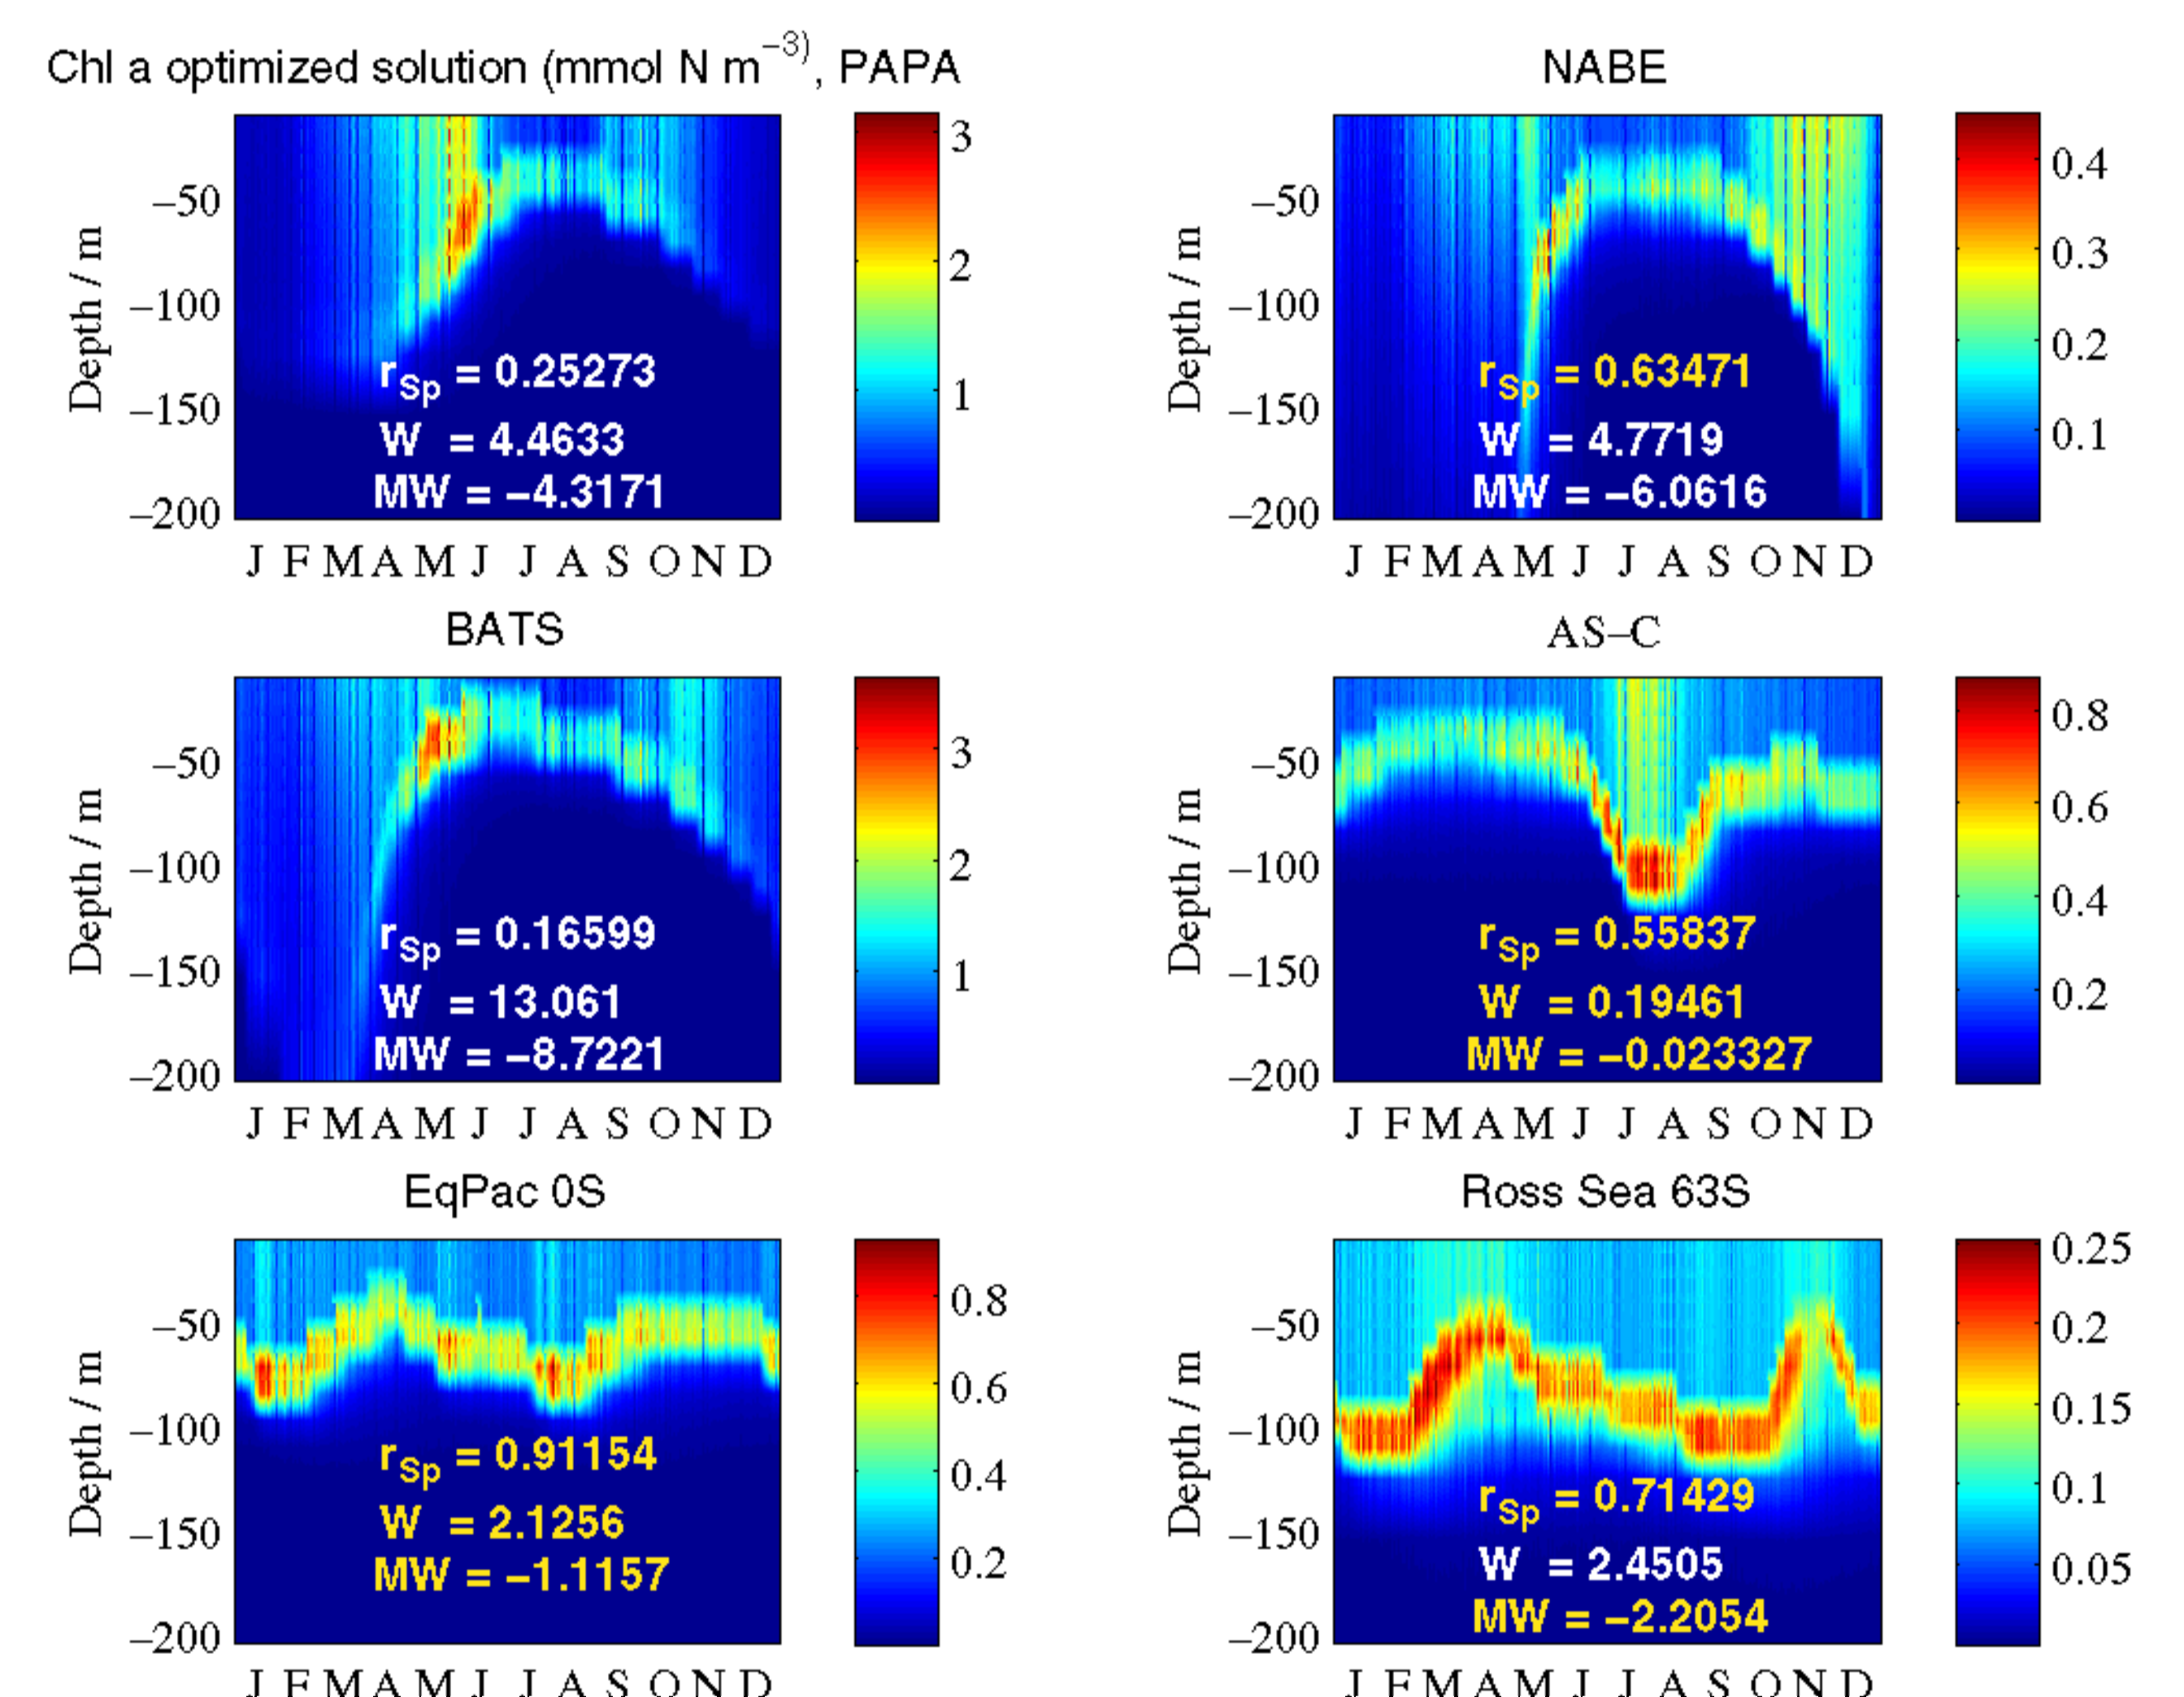 Chl a optimized solution (mmol N m−3), PAPA
3
2
1
−50
−100
−150
−200
Depth / m
rSp = 0.25273
W = 4.4633
MW = −4.3171
J F M A M J J A S O N D
NABE
0.4
0.3
0.2
0.1
−50
−100
−150
−200
Depth / m
rSp = 0.63471
W = 4.7719
MW = −6.0616
J F M A M J J A S O N D
BATS
3
2
1
−50
−100
−150
−200
Depth / m
rSp = 0.16599
W = 13.061
MW = −8.7221
J F M A M J J A S O N D
AS−C
0.8
0.6
0.4
0.2
−50
−100
−150
−200
Depth / m
rSp = 0.55837
W = 0.19461
MW = −0.023327
J F M A M J J A S O N D
EqPac 0S
0.8
0.6
0.4
0.2
−50
−100
−150
−200
Depth / m
rSp = 0.91154
W = 2.1256
MW = −1.1157
J F M A M J J A S O N D
Ross Sea 63S
0.25
0.2
0.15
0.1
0.05
−50
−100
−150
−200
Depth / m
rSp = 0.71429
W = 2.4505
MW = −2.2054
J F M A M J J A S O N D